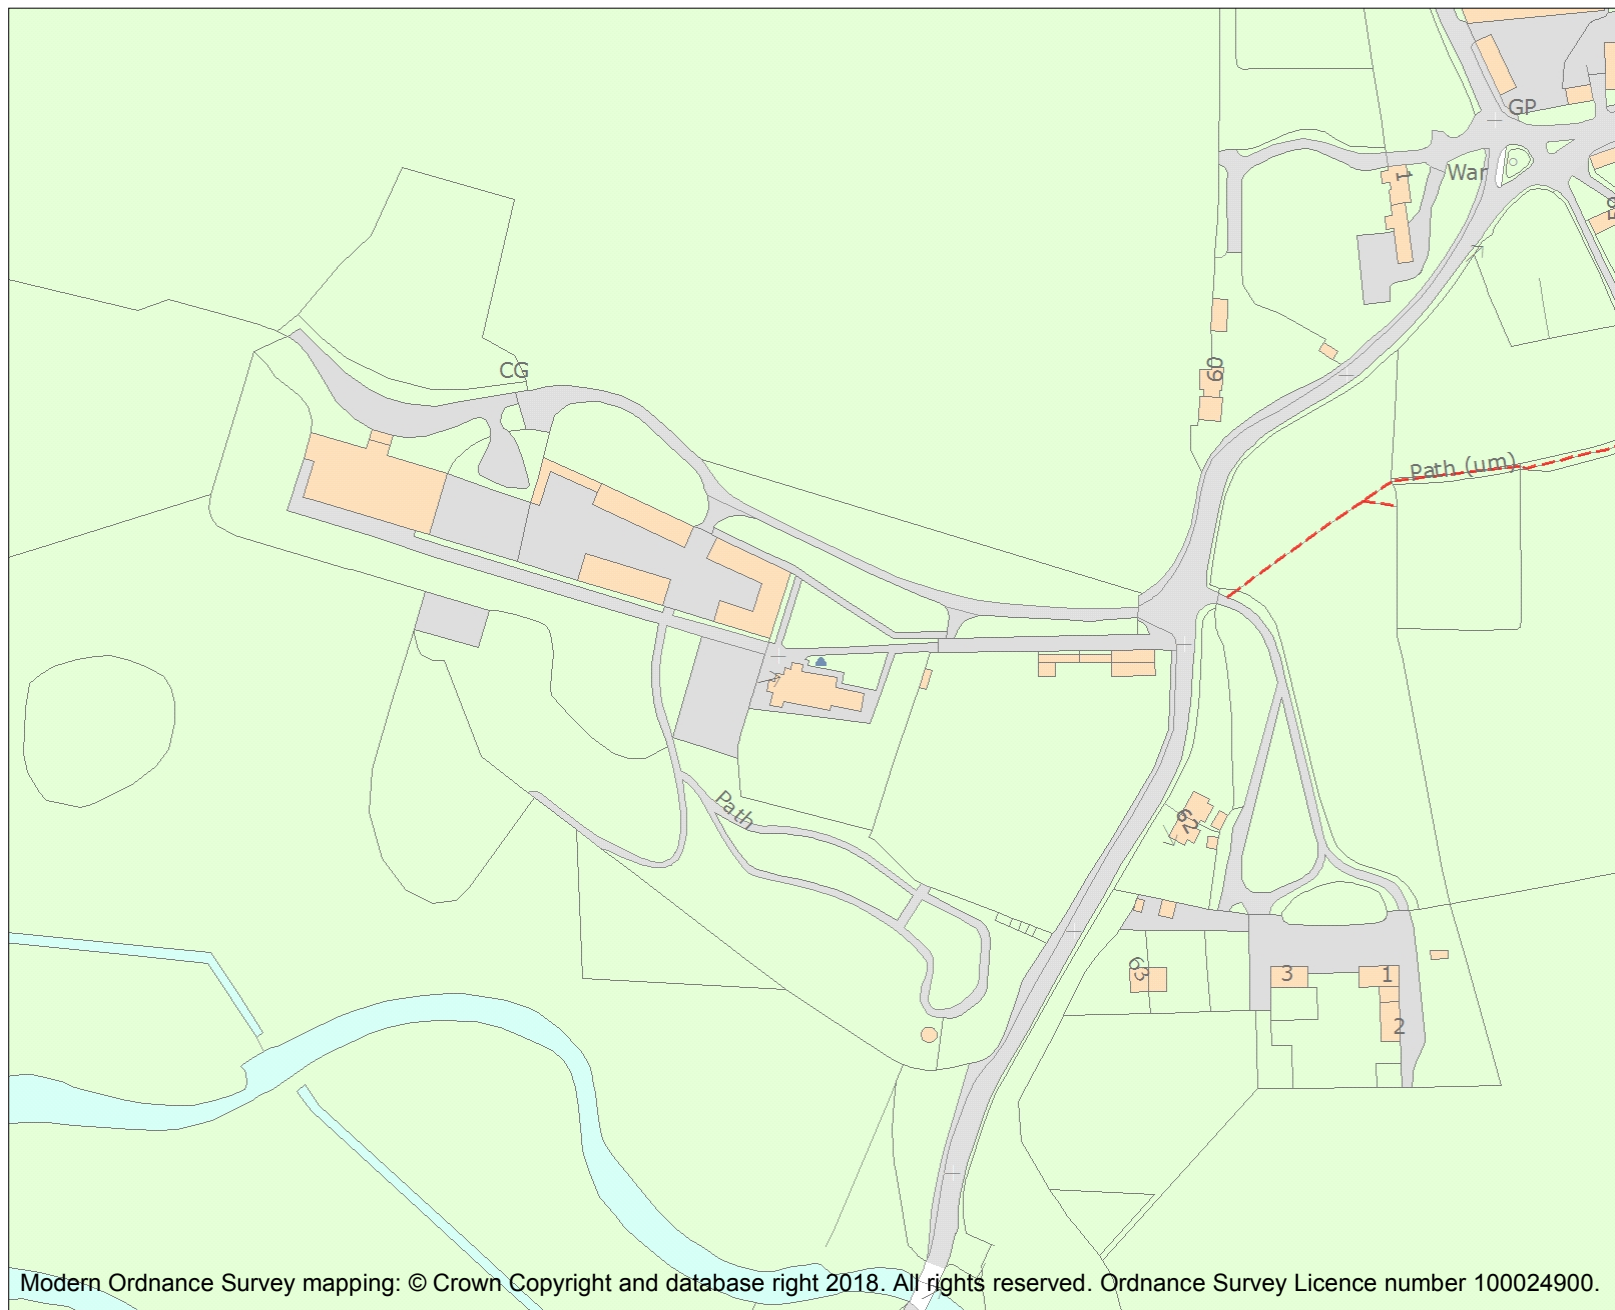 GP
War
1
59
CG
60
Path (um)
62
Path
63
3
1
2
Modern Ordnance Survey mapping: © Crown Copyright and database right 2018. All rights reserved. Ordnance Survey Licence number 100024900.